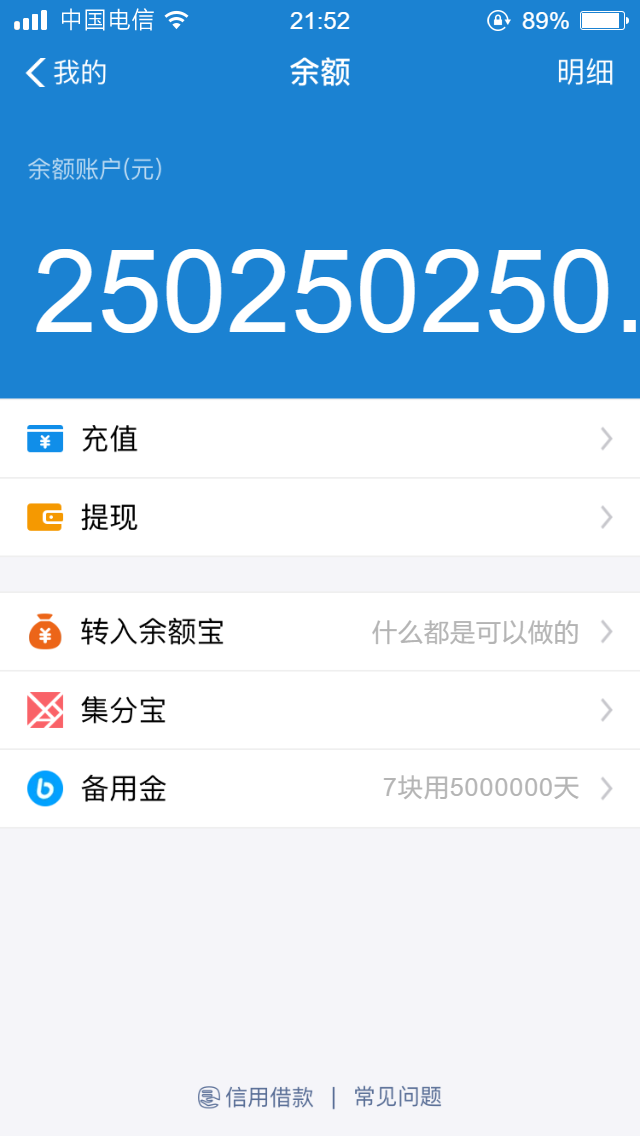 中国电信 21:52 89%
我的 余额 明细
余额账户(元)
250250250.
充值
提现
转入余额宝 什么都是可以做的
集分宝
备用金 7块用5000000天
信用借款 | 常见问题